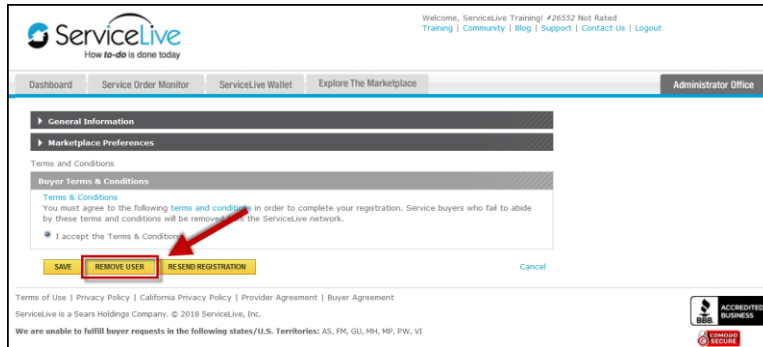 ServiceLive
How to-do is done today
Welcome, ServiceLive Training! #26552 Not Rated
Training | Community | Blog | Support | Contact Us | Logout
Dashboard
Service Order Monitor
ServiceLive Wallet
Explore The Marketplace
Administrator Office
General Information
Marketplace Preferences
Terms and Conditions
Buyer Terms & Conditions
Terms & Conditions
You must agree to the following terms and conditions in order to complete your registration. Service buyers who fail to abide
by these terms and conditions will be removed the ServiceLive network.
I accept the Terms & Condition
SAVE
REMOVE USER
RESEND REGISTRATION
Cancel
Terms of Use | Privacy Policy | California Privacy Policy | Provider Agreement | Buyer Agreement
ServiceLive is a Sears Holdings Company. © 2018 ServiceLive, Inc.
We are unable to fulfill buyer requests in the following states/U.S. Territories: AS, FM, GU, MH, MP, PW, VI
BBB
ACCREDITED
BUSINESS
COMODO
SECURE